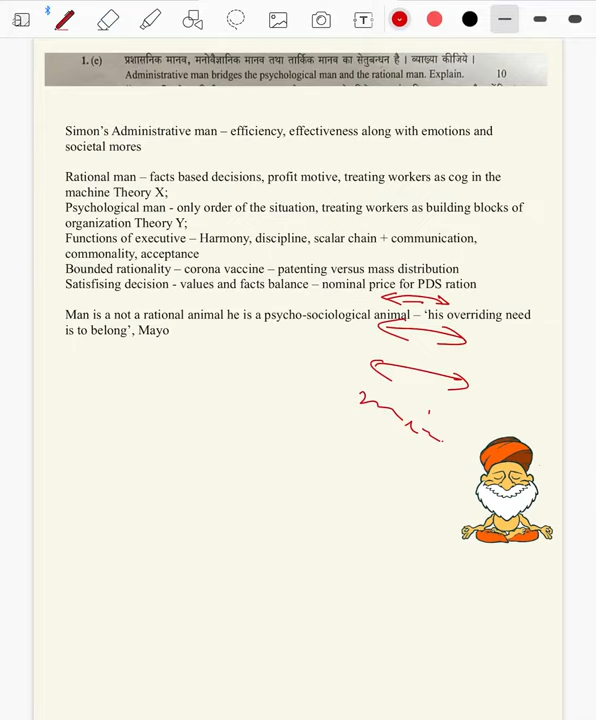 1. (c) प्रशासनिक मानव, मनोवैज्ञानिक मानव तथा तार्किक मानव का सेतुबन्धन है । व्याख्या कीजिये ।
Administrative man bridges the psychological man and the rational man. Explain. 10
Simon's Administrative man – efficiency, effectiveness along with emotions and
societal mores
Rational man – facts based decisions, profit motive, treating workers as cog in the
machine Theory X;
Psychological man - only order of the situation, treating workers as building blocks of
organization Theory Y;
Functions of executive – Harmony, discipline, scalar chain + communication,
commonality, acceptance
Bounded rationality – corona vaccine – patenting versus mass distribution
Satisfising decision - values and facts balance – nominal price for PDS ration
Man is a not a rational animal he is a psycho-sociological animal – 'his overriding need
is to belong', Mayo